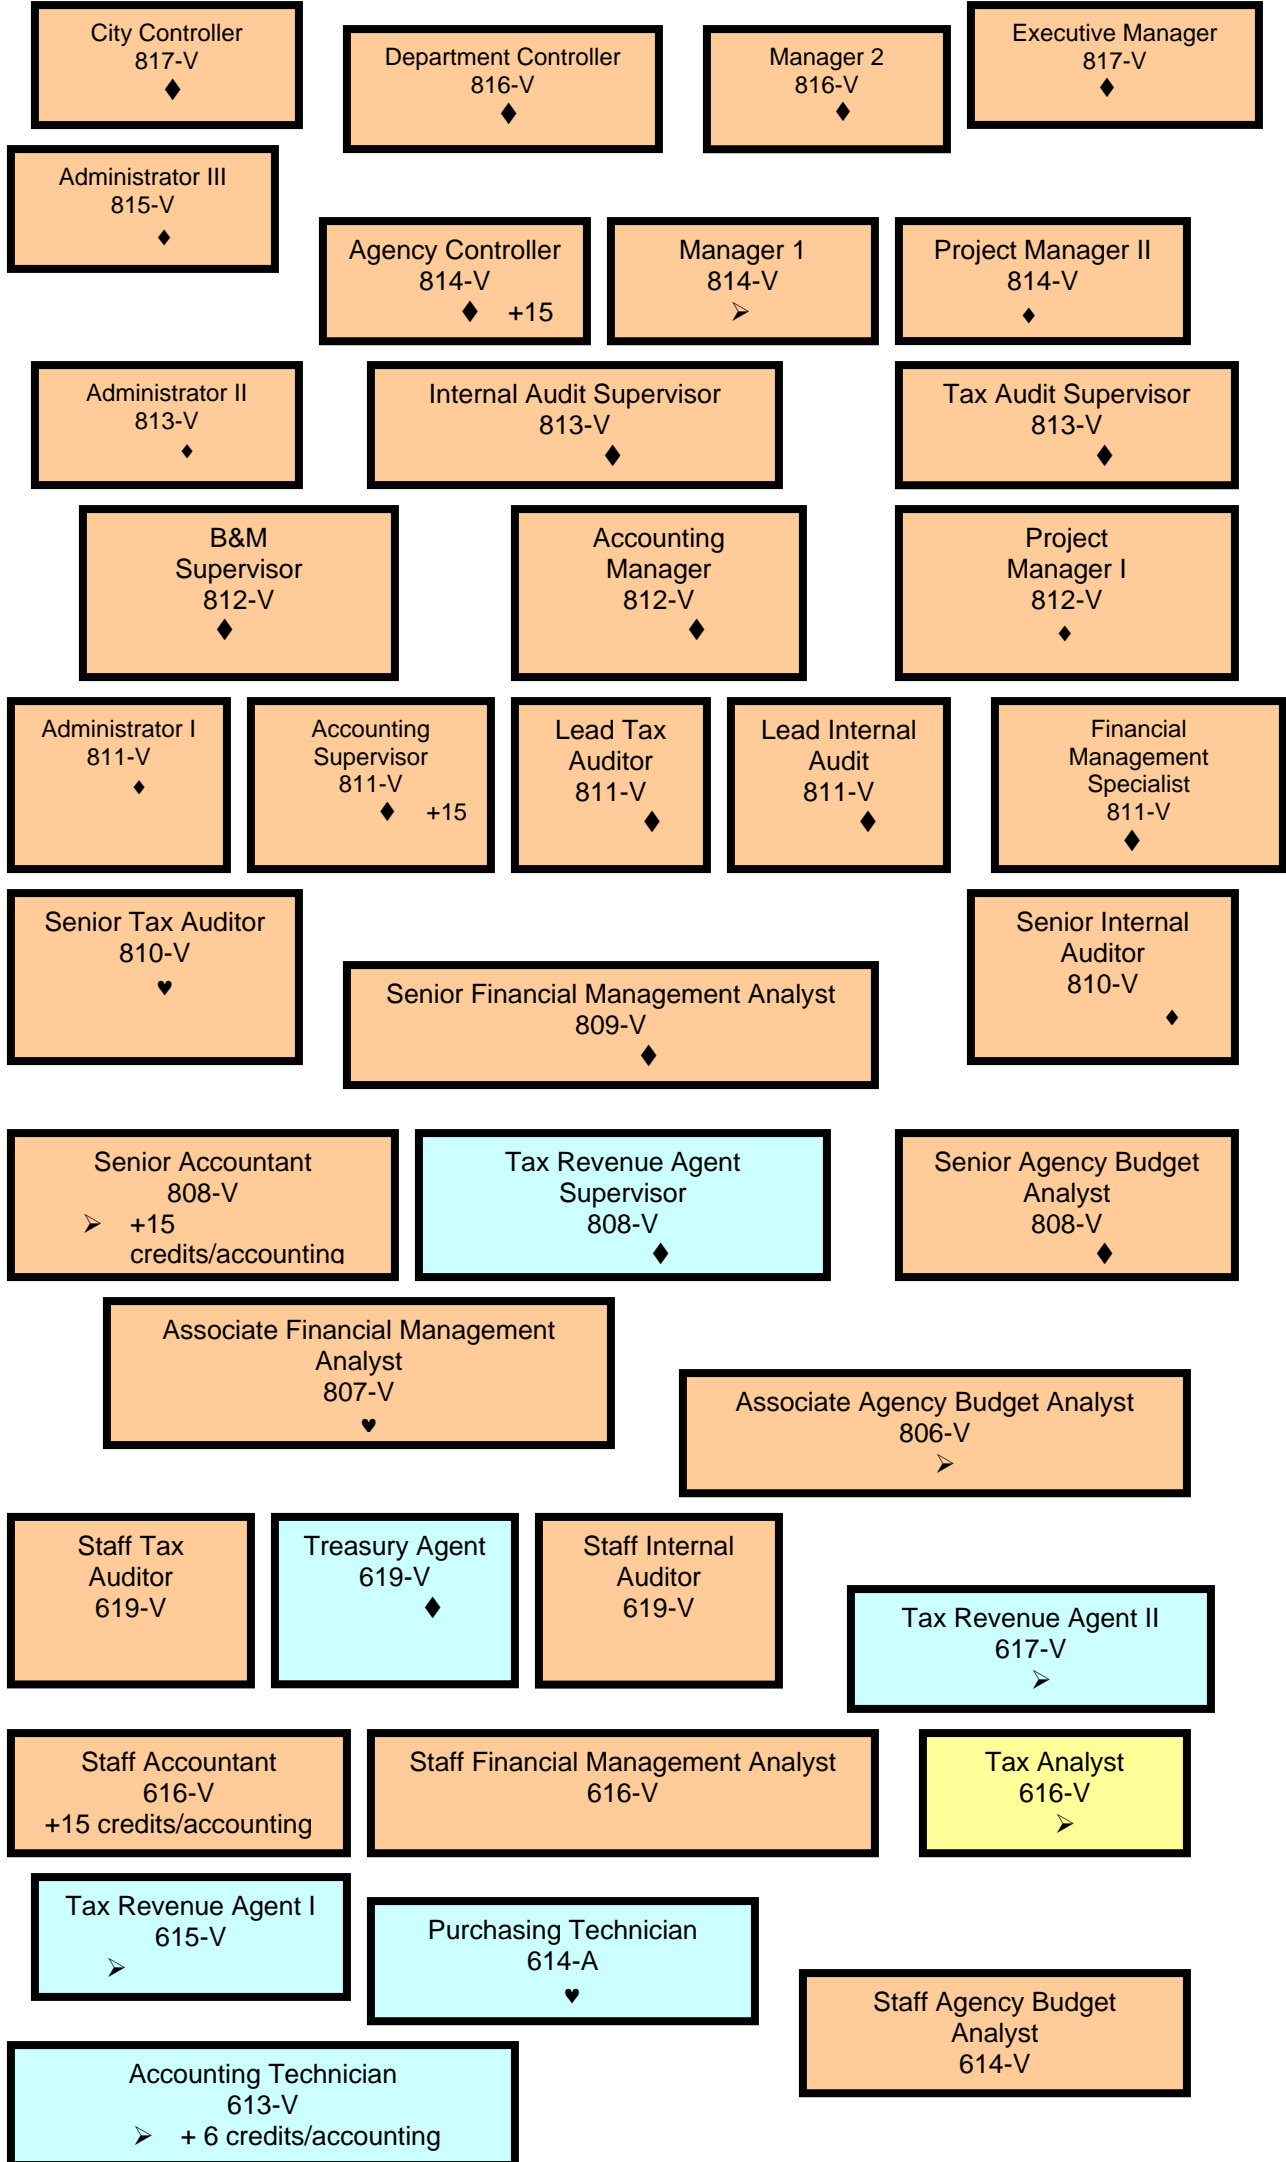 City Controller
817-V
♦
Department Controller
816-V
♦
Manager 2
816-V
♦
Executive Manager
817-V
♦
Administrator III
815-V
♦
Agency Controller
814-V
♦ +15
Manager 1
814-V
➢
Project Manager II
814-V
♦
Administrator II
813-V
♦
Internal Audit Supervisor
813-V
♦
Tax Audit Supervisor
813-V
♦
B&M
Supervisor
812-V
♦
Accounting
Manager
812-V
♦
Project
Manager I
812-V
♦
Administrator I
811-V
♦
Accounting
Supervisor
811-V
♦ +15
Lead Tax
Auditor
811-V
♦
Lead Internal
Audit
811-V
♦
Financial
Management
Specialist
811-V
♦
Senior Tax Auditor
810-V
♥
Senior Financial Management Analyst
809-V
♦
Senior Internal
Auditor
810-V
♦
Senior Accountant
808-V
➢ +15
credits/accounting
Tax Revenue Agent
Supervisor
808-V
♦
Senior Agency Budget
Analyst
808-V
♦
Associate Financial Management
Analyst
807-V
♥
Associate Agency Budget Analyst
806-V
➢
Staff Tax
Auditor
619-V
Treasury Agent
619-V
♦
Staff Internal
Auditor
619-V
Tax Revenue Agent II
617-V
➢
Staff Accountant
616-V
+15 credits/accounting
Staff Financial Management Analyst
616-V
Tax Analyst
616-V
➢
Tax Revenue Agent I
615-V
➢
Purchasing Technician
614-A
♥
Staff Agency Budget
Analyst
614-V
Accounting Technician
613-V
➢ + 6 credits/accounting